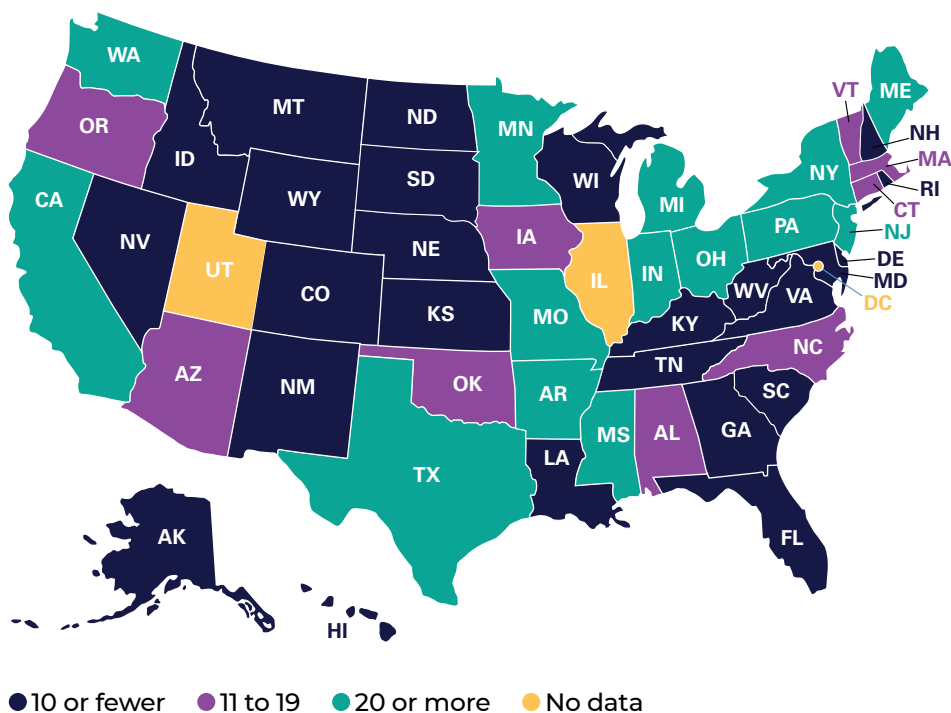 WA
ME
VT
MT
ND
MN
OR
NH
ID
MA
SD
WI
NY
RI
WY
CA
MI
CT
PA
NJ
NV
IA
NE
OH
DE
UT
IN
IL
MD
CO
WV
VA
DC
KS
MO
KY
NC
AZ
TN
OK
NM
AR
SC
MS
AL
GA
LA
TX
AK
FL
HI
10 or fewer 11 to 19 20 or more No data